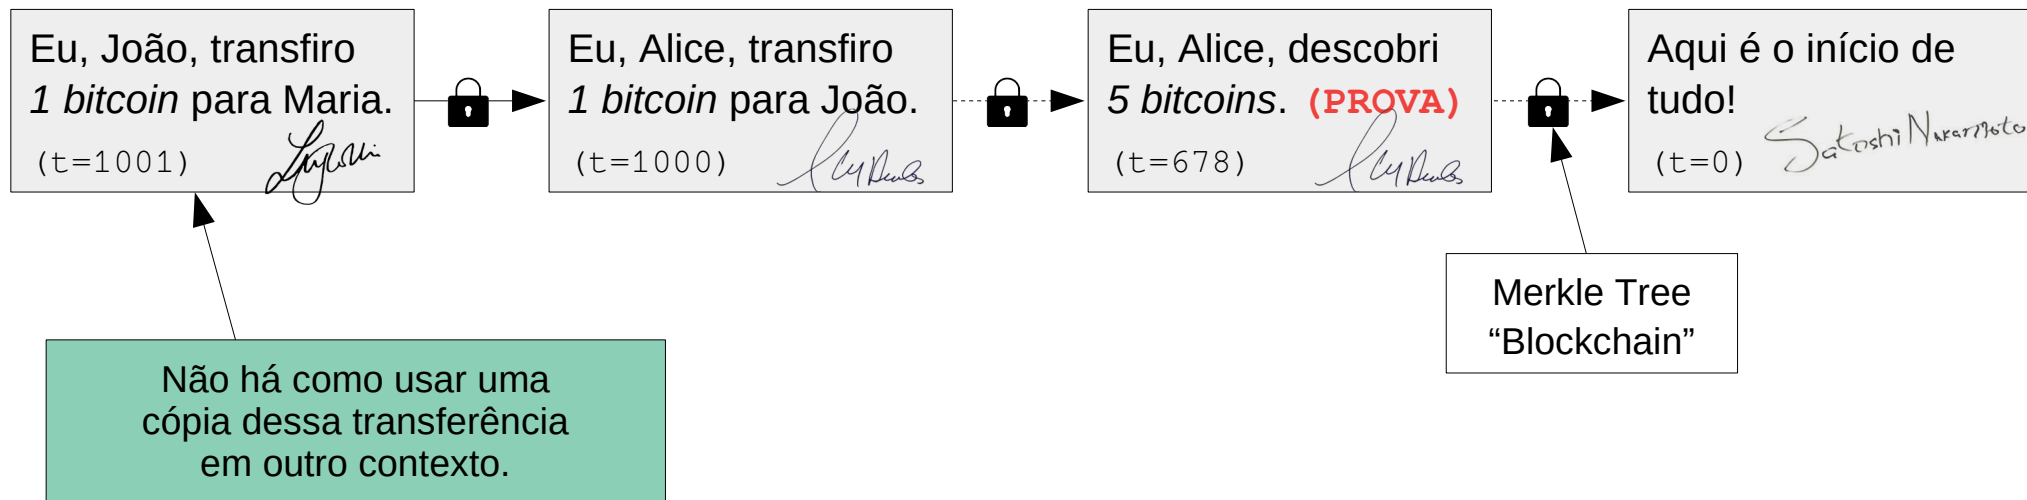 Eu, João, transfiro
1 bitcoin para Maria.
(t=1001)
Eu, Alice, transfiro
1 bitcoin para João.
(t=1000)
Eu, Alice, descobri
5 bitcoins. (PROVA)
(t=678)
Aqui é o início de
tudo!
Satoshi Nakamoto
(t=0)
Merkle Tree
“Blockchain”
Não há como usar uma
cópia dessa transferência
em outro contexto.